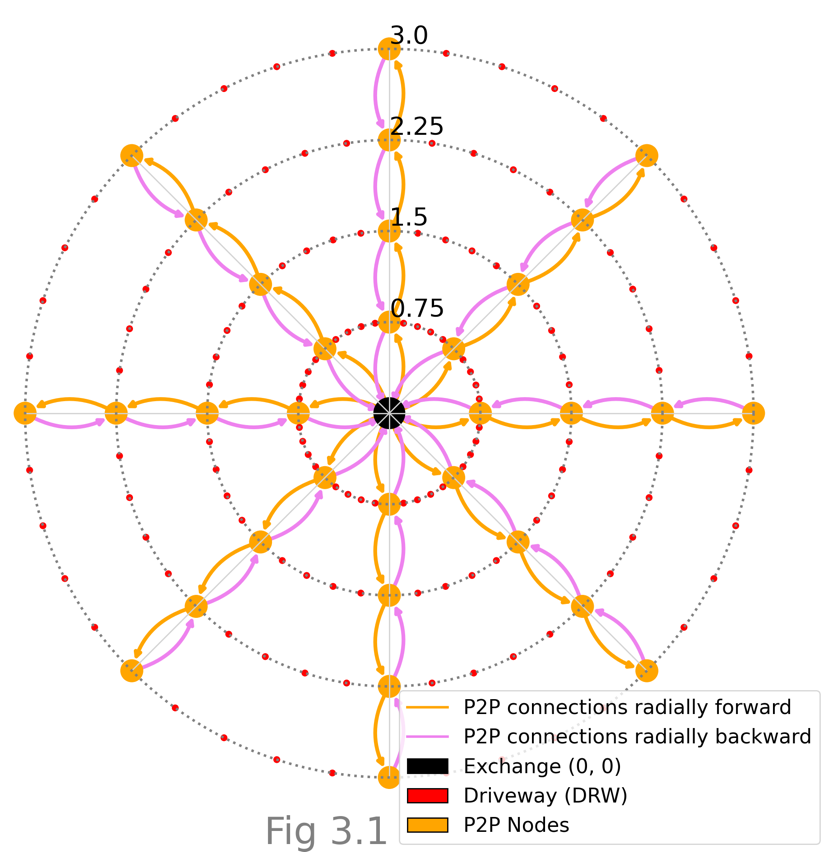 3.0
2.25
1.5
0.75
P2P connections radially forward
P2P connections radially backward
Exchange (0, 0)
Driveway (DRW)
P2P Nodes
Fig 3.1